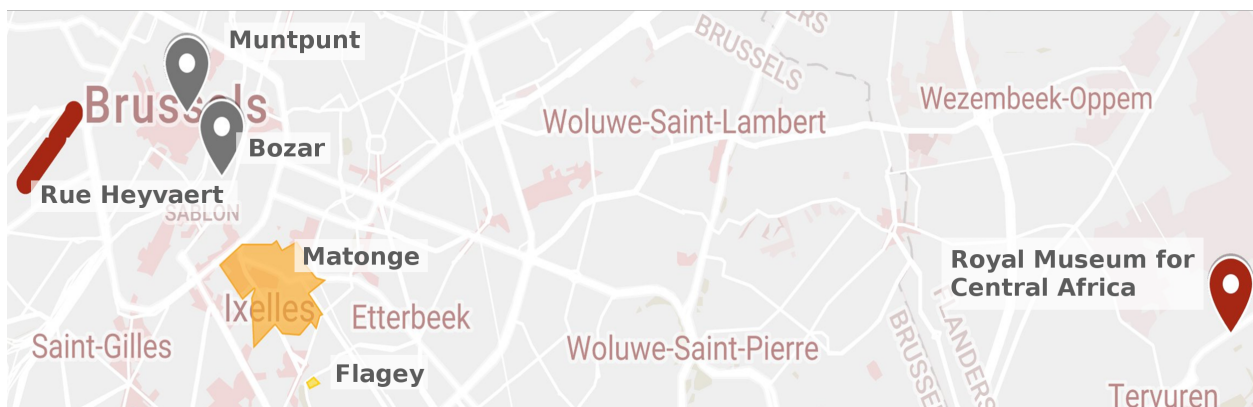 Muntpunt
Brussels
Bozar
Rue Heyvaert
SABLON
Matonge
Ixelles
Etterbeek
Saint-Gilles
Flagey
BRUSSELS
Woluwe-Saint-Lambert
Wezembeek-Oppem
Woluwe-Saint-Pierre
Royal Museum for
Central Africa
Tervuren